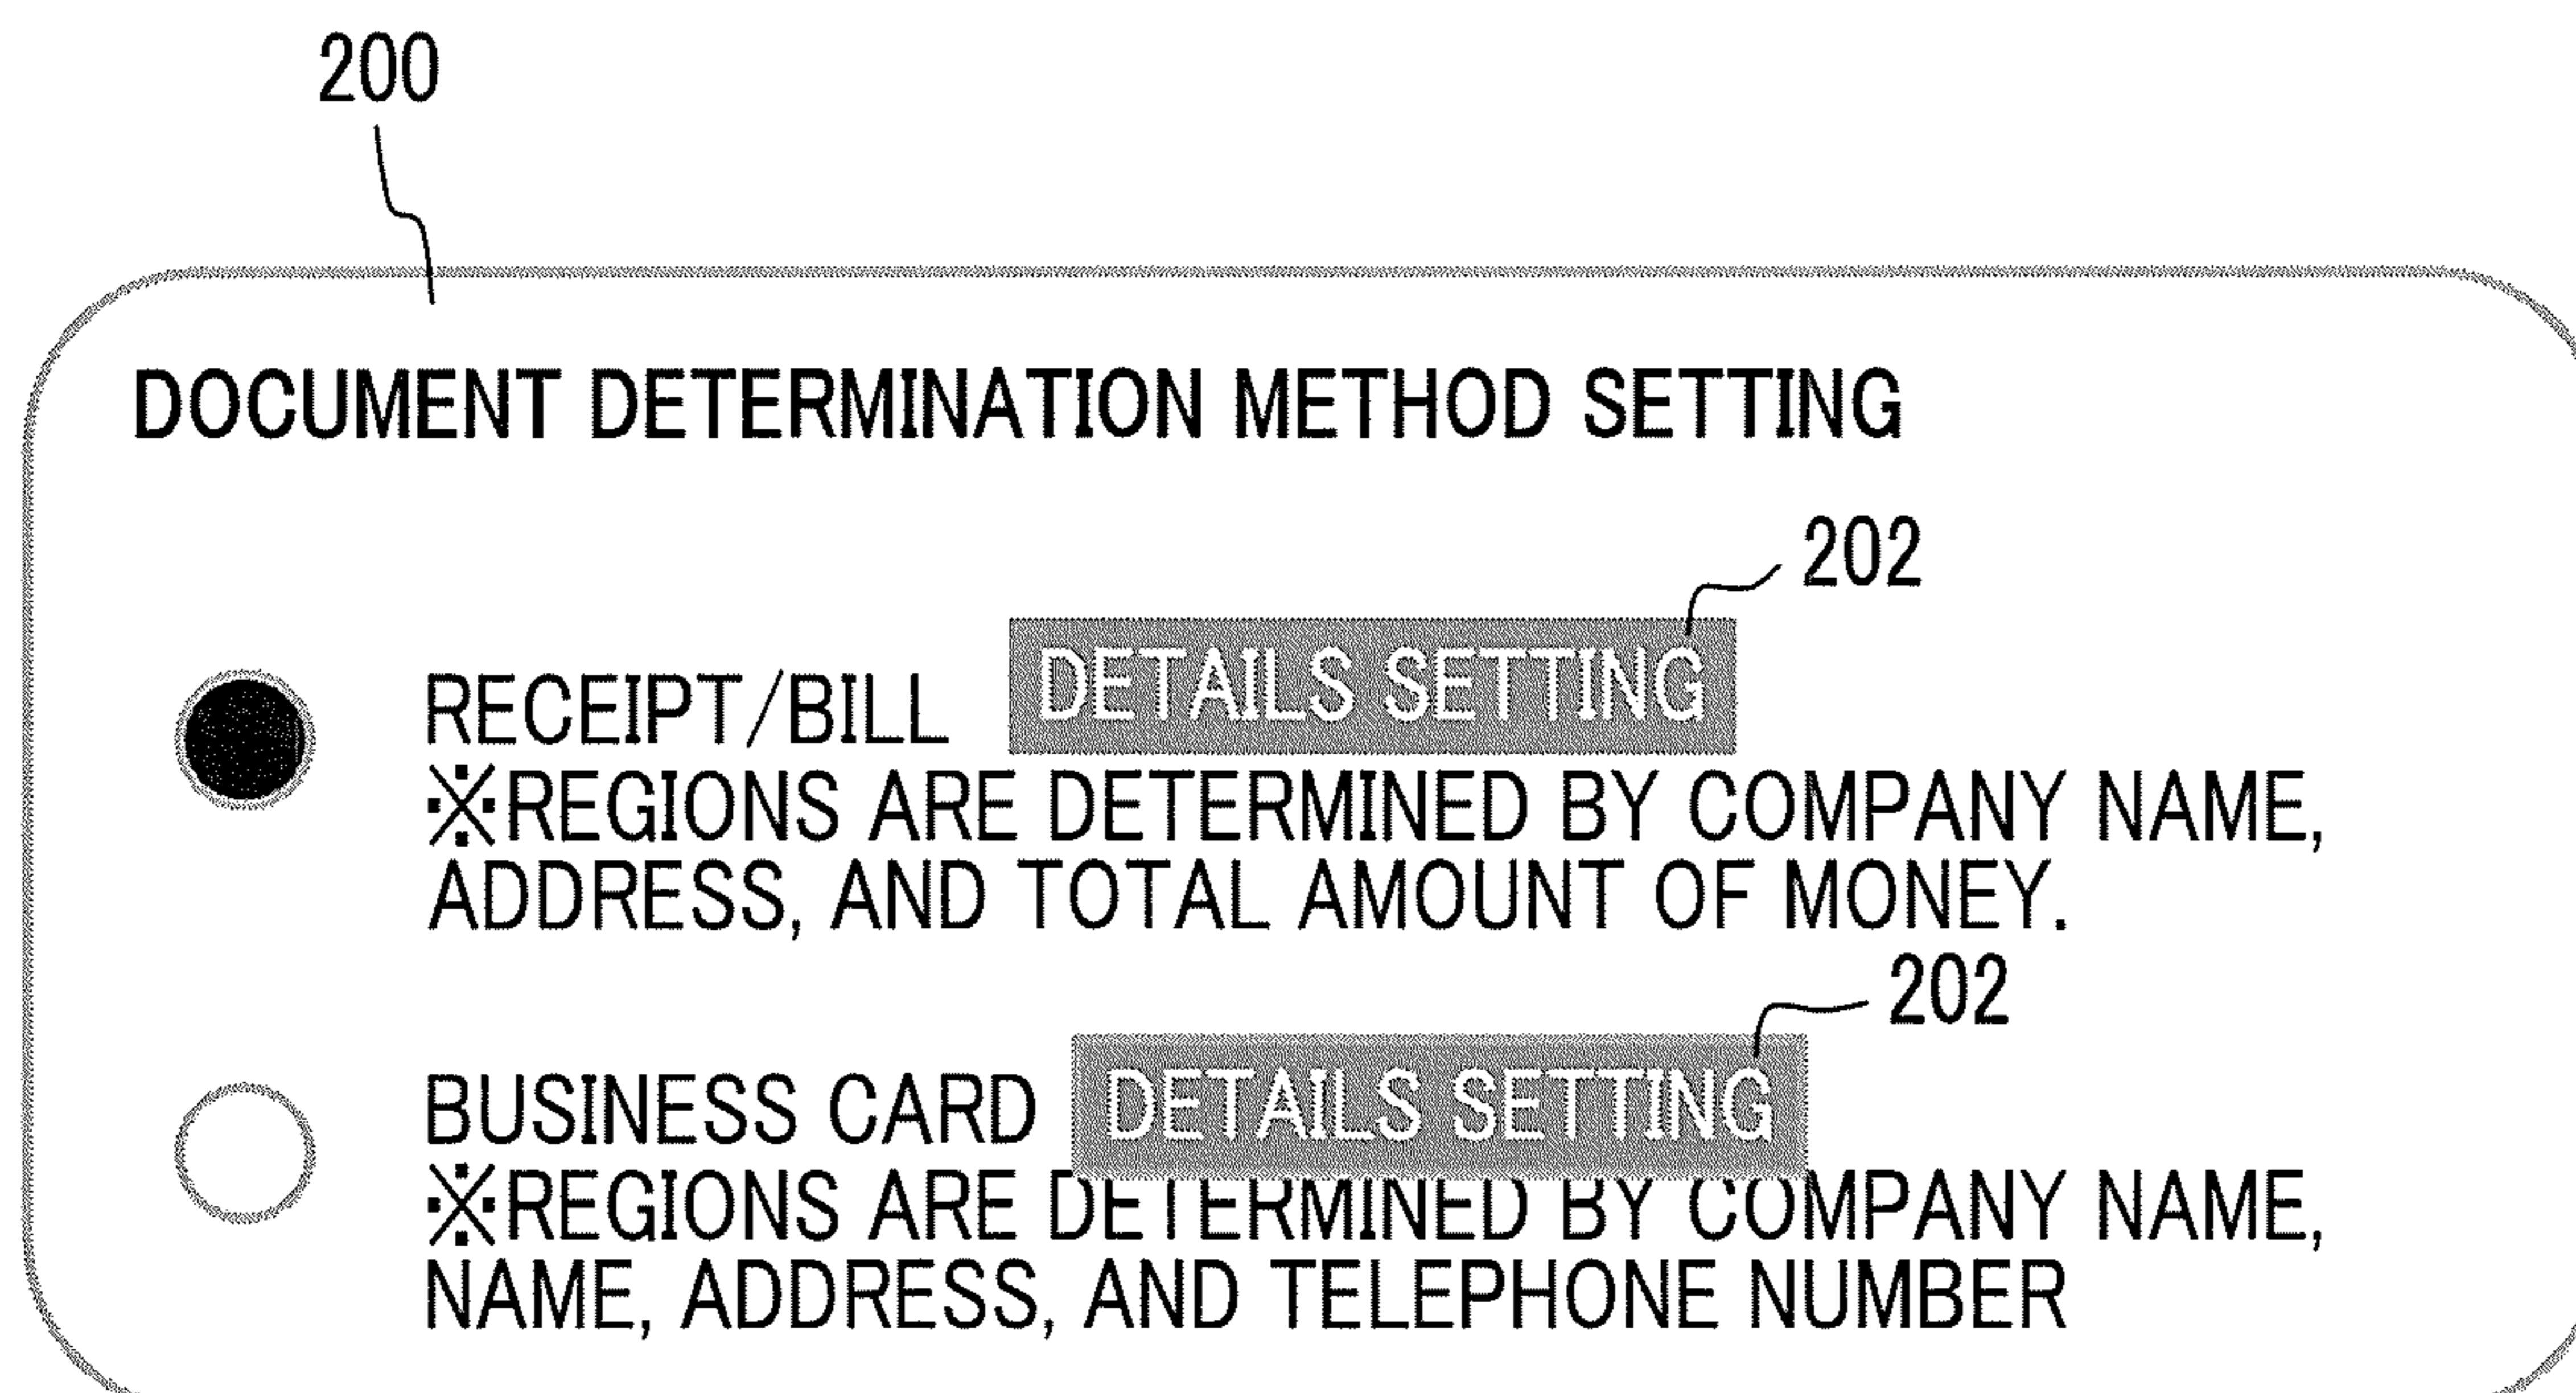 200
DOCUMENT DETERMINATION METHOD SETTING
202
RECEIPT/BILL DETAILS SETTING
※REGIONS ARE DETERMINED BY COMPANY NAME,
ADDRESS, AND TOTAL AMOUNT OF MONEY.
202
BUSINESS CARD DETAILS SETTING
※REGIONS ARE DETERMINED BY COMPANY NAME,
NAME, ADDRESS, AND TELEPHONE NUMBER